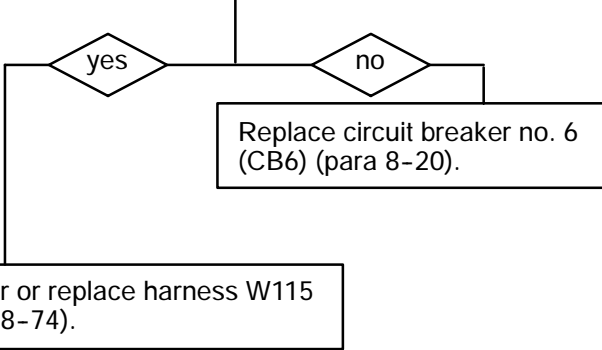 yes
no
Replace circuit breaker no. 6
(CB6) (para 8-20).
r or replace harness W115
8-74).